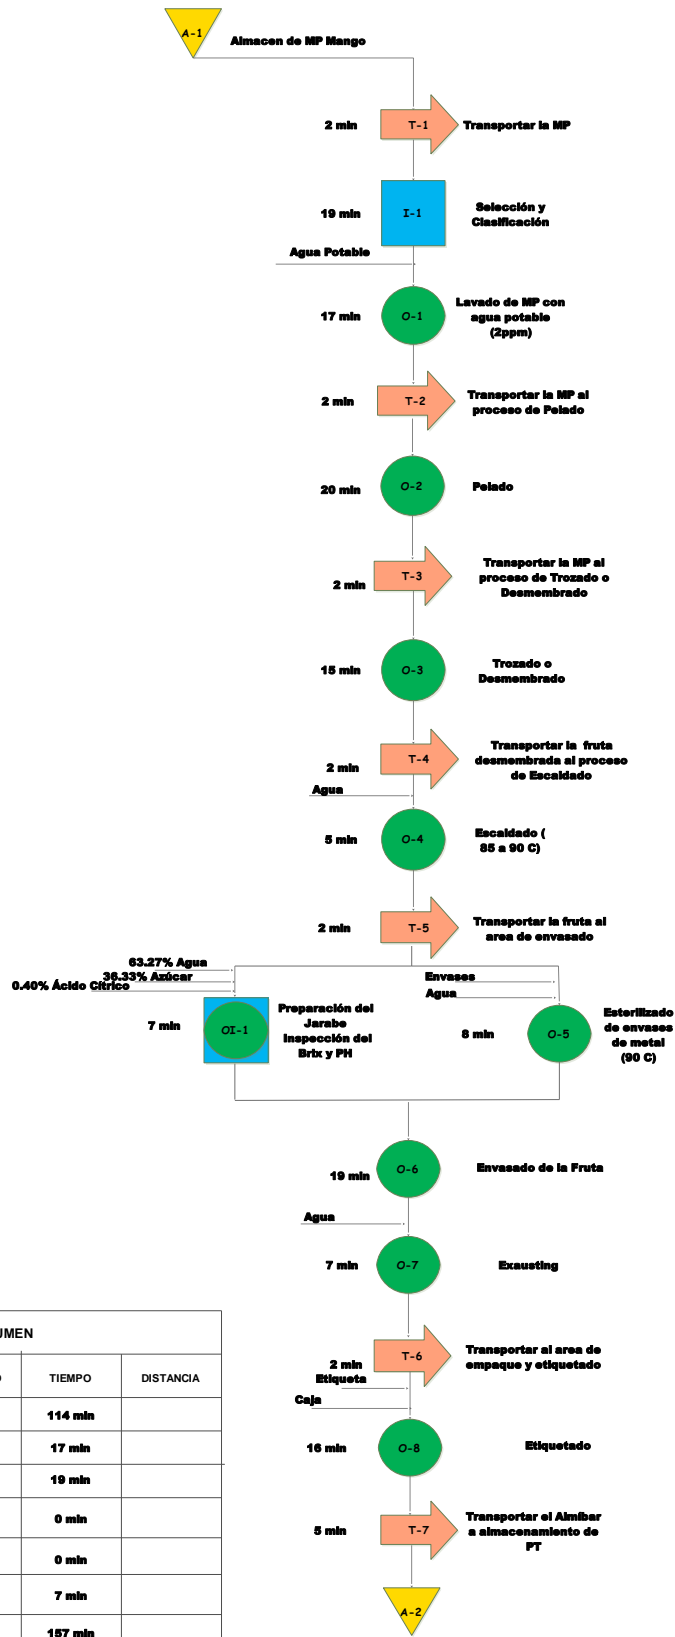 A-1
Almacen de MP Mango
2 min
T-1
Transportar la MP
19 min
I-1
Selección y
Clasificación
Agua Potable
17 min
O-1
Lavado de MP con
agua potable
(2ppm)
2 min
T-2
Transportar la MP al
proceso de Pelado
20 min
O-2
Pelado
2 min
T-3
Transportar la MP al
proceso de Trozado o
Desmembrado
15 min
O-3
Trozado o
Desmembrado
2 min
T-4
Transportar la fruta
desmembrada al proceso
de Escaldado
Agua
5 min
O-4
Escaldado (
85 a 90 C)
2 min
T-5
Transportar la fruta al
area de envasado
63.27% Agua
36.33% Azúcar
0.40% Ácido Cítrico
7 min
OI-1
Preparación del
Jarabe
Inspección del
Brix y PH
Envases
Agua
8 min
O-5
Esterilizado
de envases
de metal
(90 C)
19 min
O-6
Envasado de la Fruta
Agua
7 min
O-7
Exausting
2 min
T-6
Transportar al area de
empaque y etiquetado
Etiqueta
Caja
16 min
O-8
Etiquetado
5 min
T-7
Transportar el Almíbar
a almacenamiento de
PT
A-2
UMEN
TIEMPO
DISTANCIA
114 min
17 min
19 min
0 min
0 min
7 min
157 min